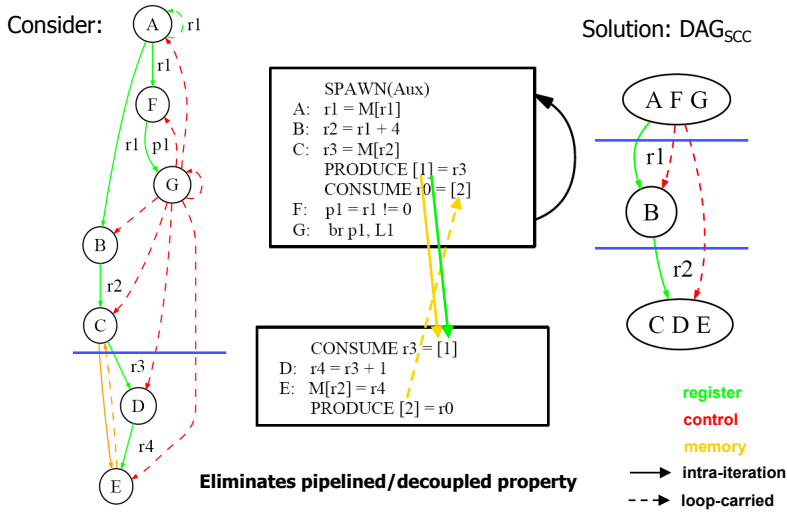 Consider:
A
r1
r1
F
r1
p1
G
B
r2
C
r3
D
r4
E
SPAWN(Aux)
A: r1 = M[r1]
B: r2 = r1 + 4
C: r3 = M[r2]
PRODUCE [1] = r3
CONSUME r0 = [2]
F: p1 = r1 != 0
G: br p1, L1
CONSUME r3 = [1]
D: r4 = r3 + 1
E: M[r2] = r4
PRODUCE [2] = r0
Eliminates pipelined/decoupled property
Solution: DAGSCC
A F G
r1
B
r2
C D E
register
control
memory
intra-iteration
loop-carried